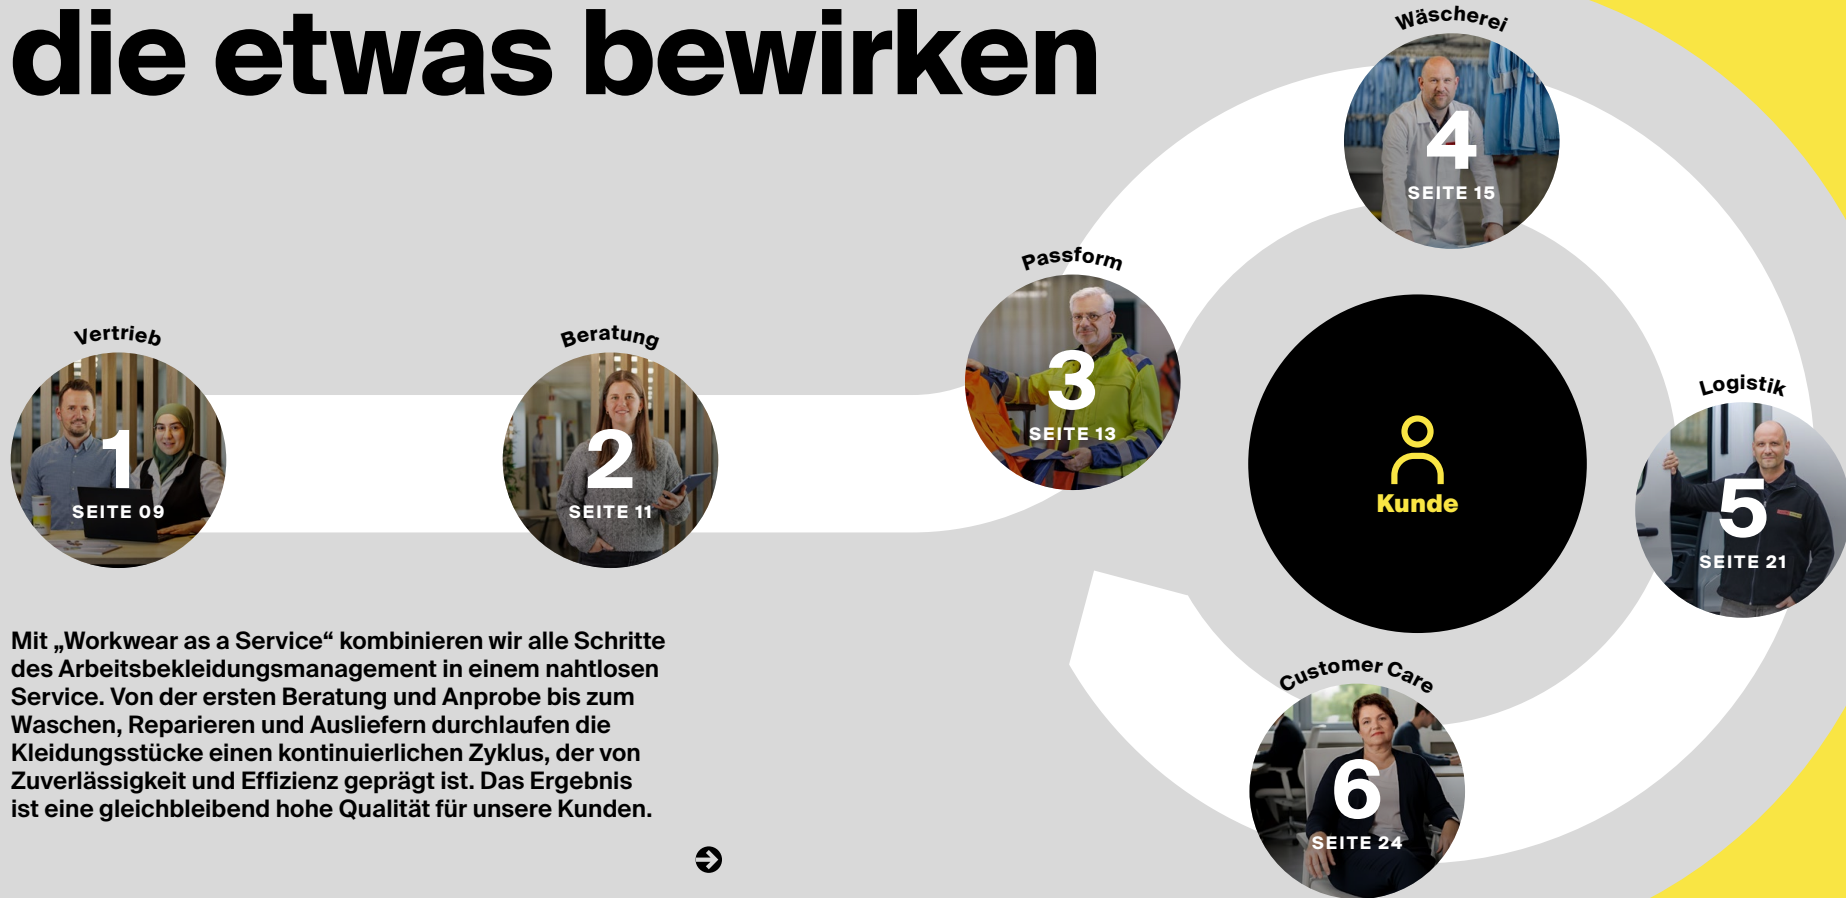 die etwas bewirken
Vertrieb
1
SEITE 09
Beratung
2
SEITE 11
Passform
3
SEITE 13
Wäscherei
4
SEITE 15
Logistik
5
SEITE 21
Customer Care
6
SEITE 24
Kunde
Mit „Workwear as a Service“ kombinieren wir alle Schritte
des Arbeitsbekleidungsmanagement in einem nahtlosen
Service. Von der ersten Beratung und Anprobe bis zum
Waschen, Reparieren und Ausliefern durchlaufen die
Kleidungsstücke einen kontinuierlichen Zyklus, der von
Zuverlässigkeit und Effizienz geprägt ist. Das Ergebnis
ist eine gleichbleibend hohe Qualität für unsere Kunden.